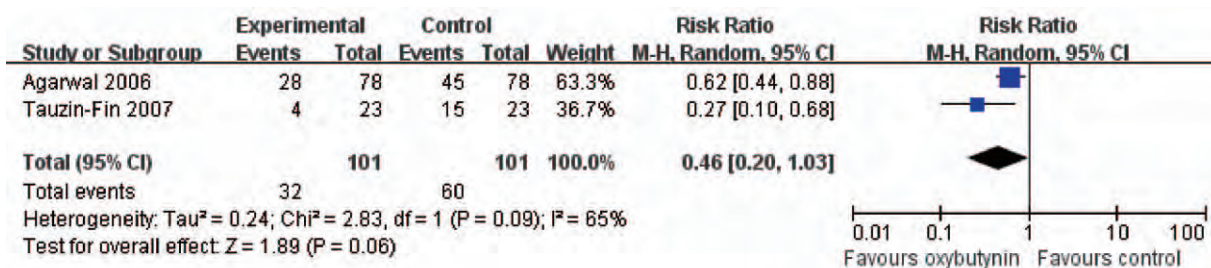 Experimental Control Risk Ratio Risk Ratio
Study or Subgroup Events Total Events Total Weight M-H, Random, 95% CI M-H, Random, 95% CI
Agarwal 2006 28 78 45 78 63.3% 0.62 [0.44, 0.88]
Tauzin-Fin 2007 4 23 15 23 36.7% 0.27 [0.10, 0.68]
Total (95% CI) 101 101 100.0% 0.46 [0.20, 1.03]
Total events 32 60
Heterogeneity: Tau² = 0.24; Chi² = 2.83, df = 1 (P = 0.09); I² = 65%
Test for overall effect: Z = 1.89 (P = 0.06)
0.01 0.1 1 10 100
Favours oxybutynin Favours control